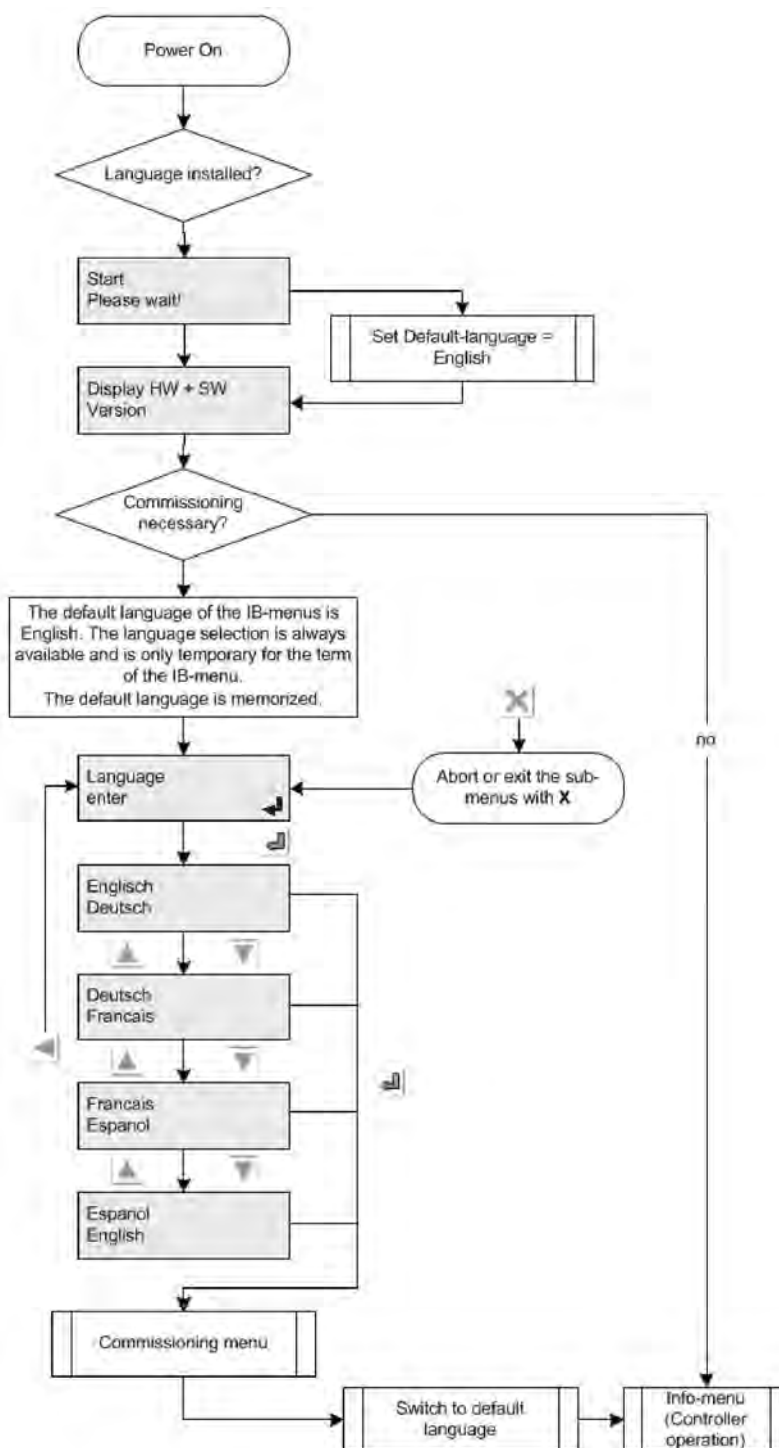 Power On
Language installed?
Start
Please wait!
Set Default-language =
English
Display HW + SW
Version
Commissioning
necessary?
The default language of the IB-menus is
English. The language selection is always
available and is only temporary for the term
of the IB-menu.
The default language is memorized.
no
Language
enter
Abort or exit the sub-
menus with X
Englisch
Deutsch
Deutsch
Francais
Francais
Espanol
Espanol
English
Commissioning menu
Switch to default
language
Info-menu
(Controller
operation)